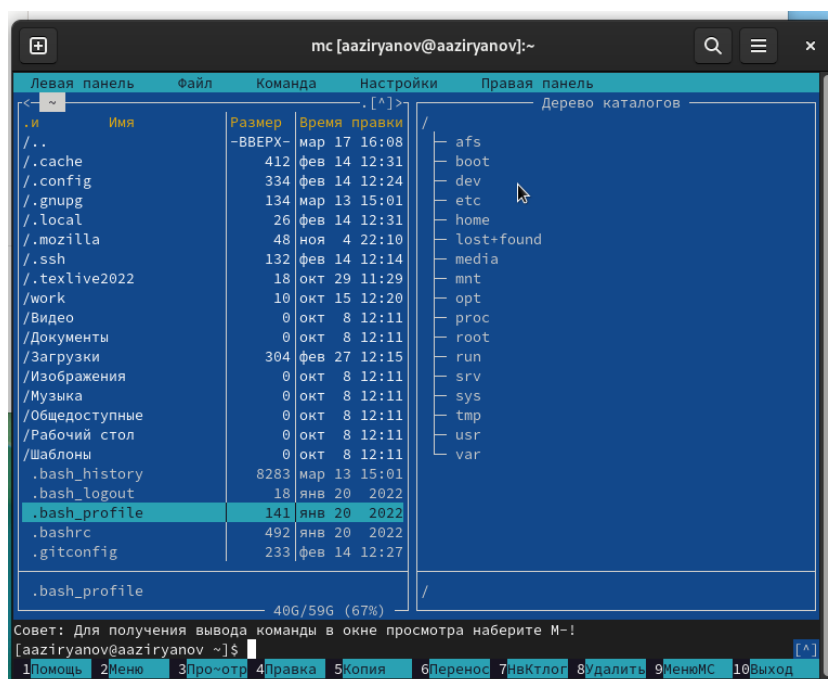 mc [aaziryanov@aaziryanov]:~
Левая панель Файл Команда Настройки Правая панель
<─ ~ ─.[^]>
.и Имя Размер Время правки
/.. -ВВЕРХ- мар 17 16:08
/.cache 412 фев 14 12:31
/.config 334 фев 14 12:24
/.gnupg 134 мар 13 15:01
/.local 26 фев 14 12:31
/.mozilla 48 ноя 4 22:10
/.ssh 132 фев 14 12:14
/.texlive2022 18 окт 29 11:29
/work 10 окт 15 12:20
/Видео 0 окт 8 12:11
/Документы 0 окт 8 12:11
/Загрузки 304 фев 27 12:15
/Изображения 0 окт 8 12:11
/Музыка 0 окт 8 12:11
/Общедоступные 0 окт 8 12:11
/Рабочий стол 0 окт 8 12:11
/Шаблоны 0 окт 8 12:11
.bash_history 8283 мар 13 15:01
.bash_logout 18 янв 20 2022
.bash_profile 141 янв 20 2022
.bashrc 492 янв 20 2022
.gitconfig 233 фев 14 12:27
.bash_profile
40G/59G (67%)
Дерево каталогов
/
afs
boot
dev
etc
home
lost+found
media
mnt
opt
proc
root
run
srv
sys
tmp
usr
var
/
Совет: Для получения вывода команды в окне просмотра наберите M-!
[aaziryanov@aaziryanov ~]$ [^]
1Помощь 2Меню 3Про~отр 4Правка 5Копия 6Перенос 7НвКтлог 8Удалить 9МенюМС 10Выход